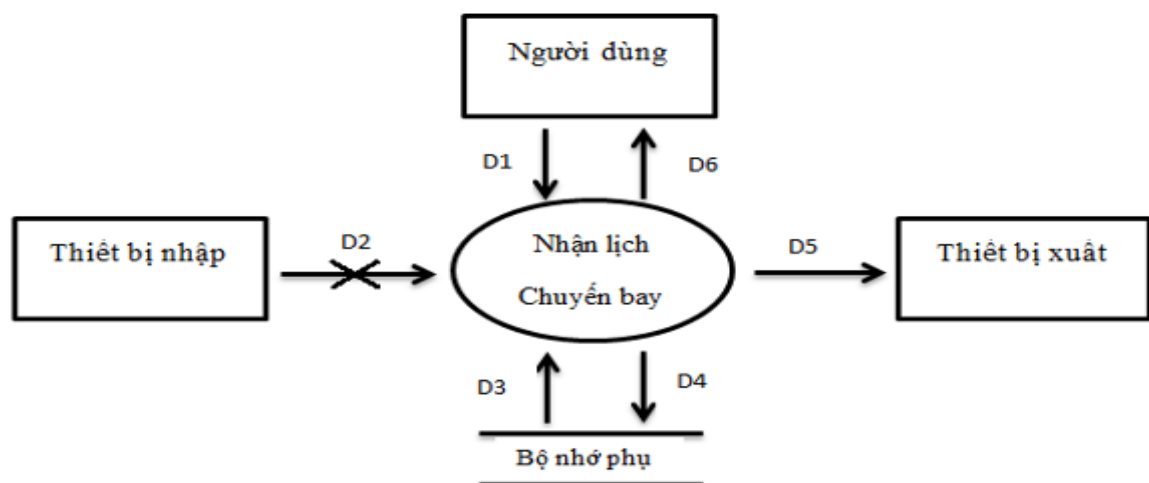 Người dùng
D1
D6
Thiết bị nhập
D2
Nhận lịch
Chuyến bay
D5
Thiết bị xuất
D3
D4
Bộ nhớ phụ